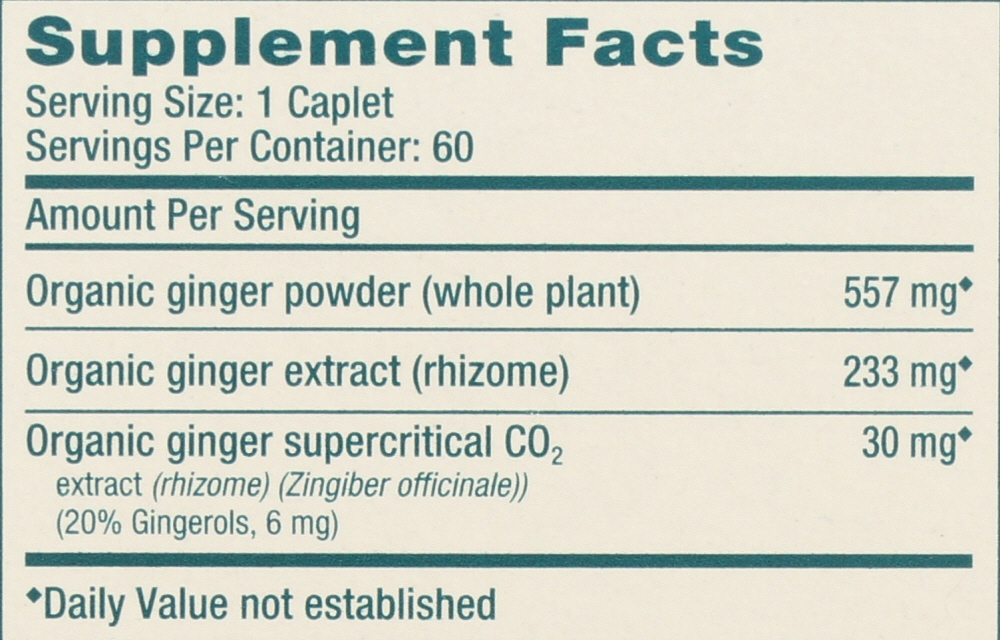 Supplement Facts
Serving Size: 1 Caplet
Servings Per Container: 60
Amount Per Serving
Organic ginger powder (whole plant) 557 mg◆
Organic ginger extract (rhizome) 233 mg◆
Organic ginger supercritical CO₂ 30 mg◆
extract (rhizome) (Zingiber officinale))
(20% Gingerols, 6 mg)
◆Daily Value not established